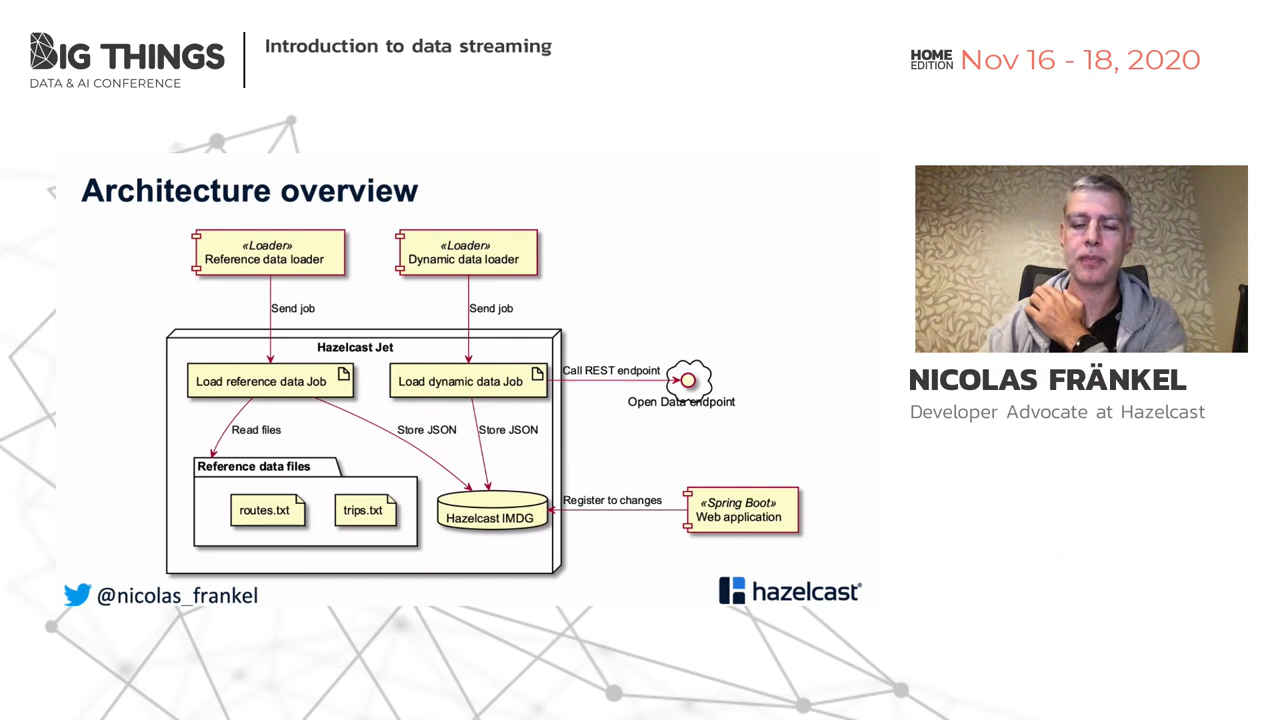 BIG THINGS
DATA & AI CONFERENCE
Introduction to data streaming
HOME
EDITION
Nov 16 - 18, 2020
Architecture overview
«Loader»
Reference data loader
«Loader»
Dynamic data loader
Send job
Send job
Hazelcast Jet
Load reference data Job
Load dynamic data Job
Call REST endpoint
Open Data endpoint
Read files
Store JSON
Store JSON
Reference data files
routes.txt
trips.txt
Hazelcast IMDG
Register to changes
«Spring Boot»
Web application
@nicolas_frankel
hazelcast
NICOLAS FRÄNKEL
Developer Advocate at Hazelcast